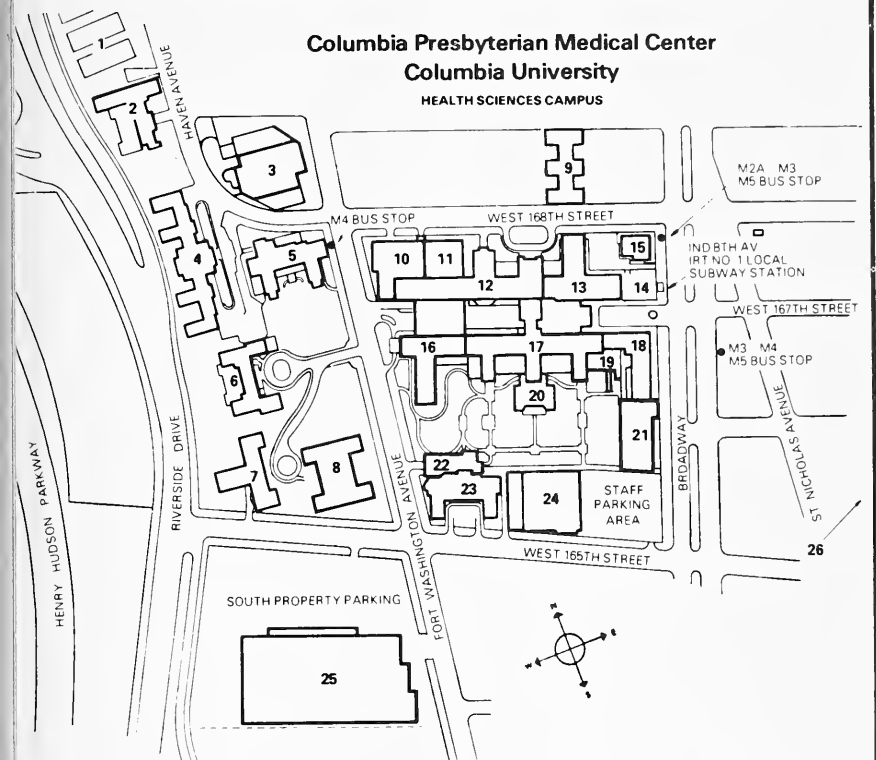 Columbia Presbyterian Medical Center
Columbia University
HEALTH SCIENCES CAMPUS
1
2
HAVEN AVENUE
3
9
M2A M3
M5 BUS STOP
M4 BUS STOP
WEST 168TH STREET
4
5
10
11
12
13
15
14
IND 8TH AV
IRT NO. 1 LOCAL
SUBWAY STATION
WEST 167TH STREET
16
17
18
19
M3 M4
M5 BUS STOP
6
20
21
7
8
22
23
24
STAFF
PARKING
AREA
BROADWAY
ST NICHOLAS AVENUE
HENRY HUDSON PARKWAY
RIVERSIDE DRIVE
FORT WASHINGTON AVENUE
WEST 165TH STREET
26
SOUTH PROPERTY PARKING
25
N
E
W
S